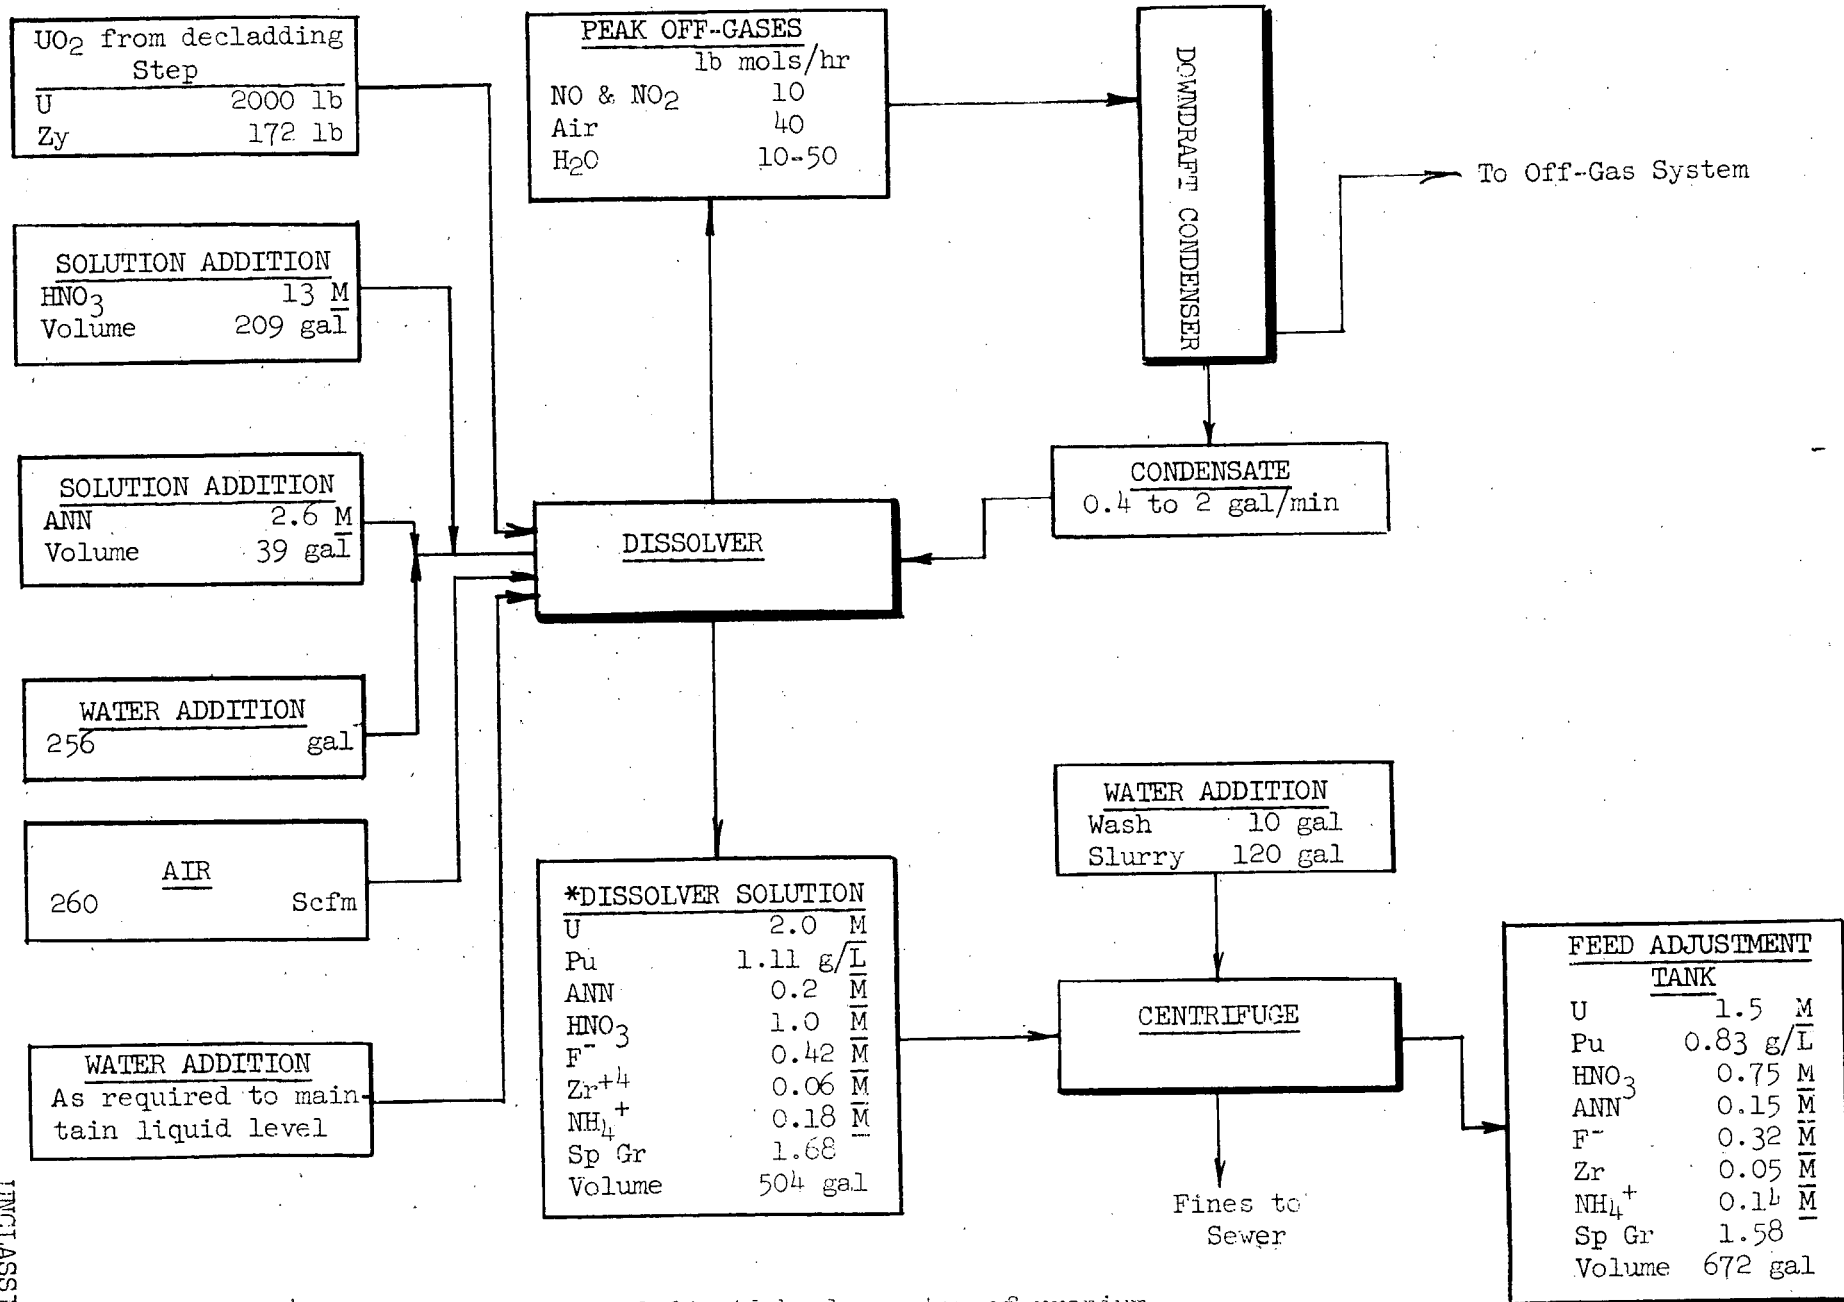 UO2 from decladding
Step
U 2000 lb
Zy 172 lb
PEAK OFF-GASES
lb mols/hr
NO & NO2 10
Air 40
H2O 10-50
DOWNDRAFT CONDENSER
To Off-Gas System
SOLUTION ADDITION
HNO3 13 M
Volume 209 gal
SOLUTION ADDITION
ANN 2.6 M
Volume 39 gal
CONDENSATE
0.4 to 2 gal/min
DISSOLVER
WATER ADDITION
256 gal
AIR
260 Scfm
WATER ADDITION
As required to main-
tain liquid level
*DISSOLVER SOLUTION
U 2.0 M
Pu 1.11 g/L
ANN 0.2 M
HNO3 1.0 M
F- 0.42 M
Zr+4 0.06 M
NH4+ 0.18 M
Sp Gr 1.68
Volume 504 gal
WATER ADDITION
Wash 10 gal
Slurry 120 gal
CENTRIFUGE
Fines to
Sewer
FEED ADJUSTMENT
TANK
U 1.5 M
Pu 0.83 g/L
HNO3 0.75 M
ANN 0.15 M
F- 0.32 M
Zr 0.05 M
NH4+ 0.14 M
Sp Gr 1.58
Volume 672 gal
of uranium